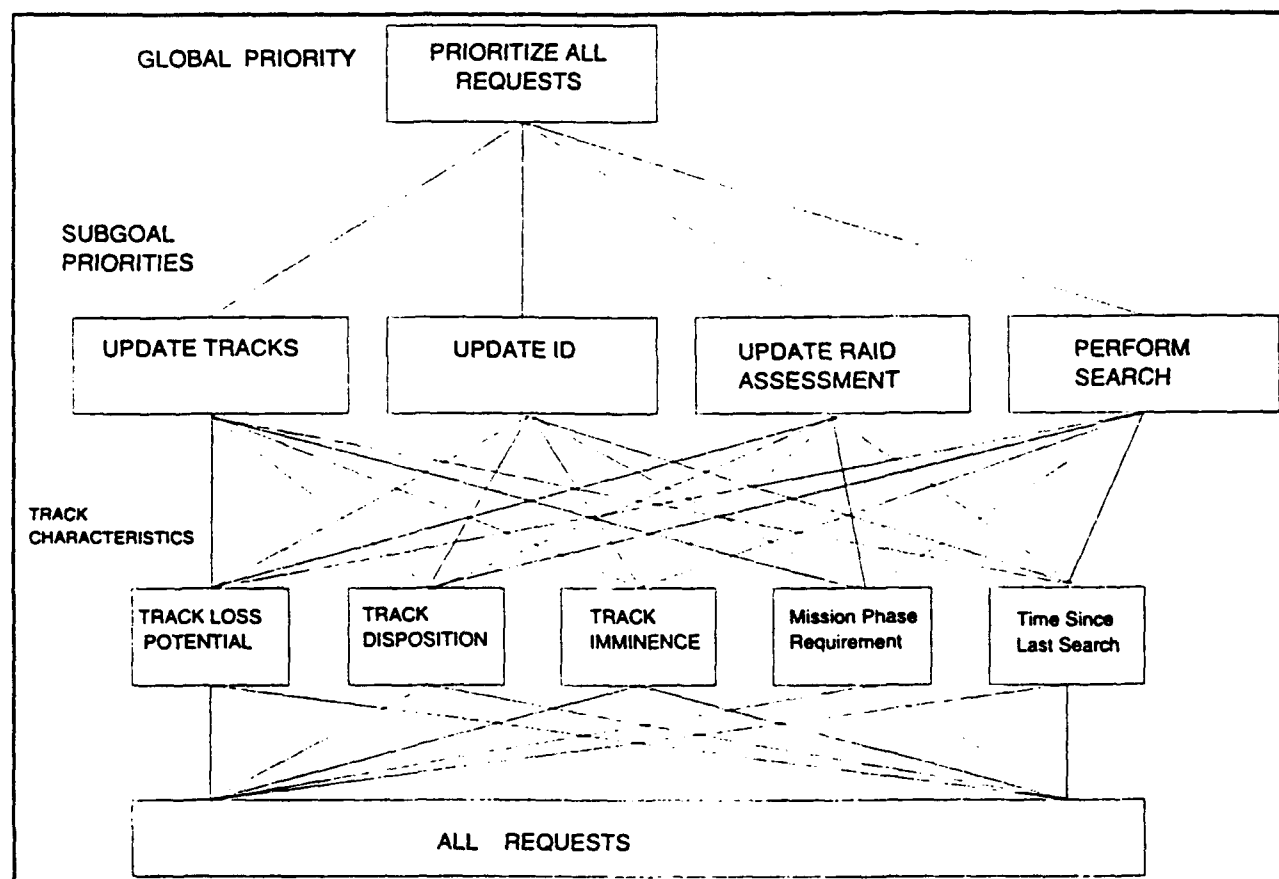 GLOBAL PRIORITY
PRIORITIZE ALL
REQUESTS
SUBGOAL
PRIORITIES
UPDATE TRACKS
UPDATE ID
UPDATE RAID
ASSESSMENT
PERFORM
SEARCH
TRACK
CHARACTERISTICS
TRACK LOSS
POTENTIAL
TRACK
DISPOSITION
TRACK
IMMINENCE
Mission Phase
Requirement
Time Since
Last Search
ALL REQUESTS